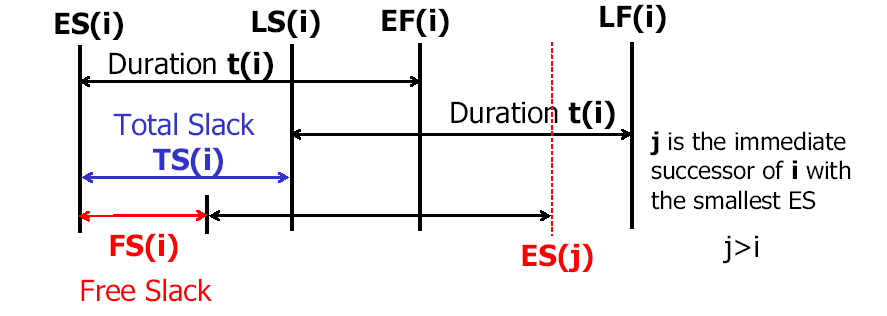 ES(i) LS(i) EF(i) LF(i)
Duration t(i)
Duration t(i)
Total Slack
TS(i)
j is the immediate
successor of i with
the smallest ES
FS(i)
ES(j)
j>i
Free Slack